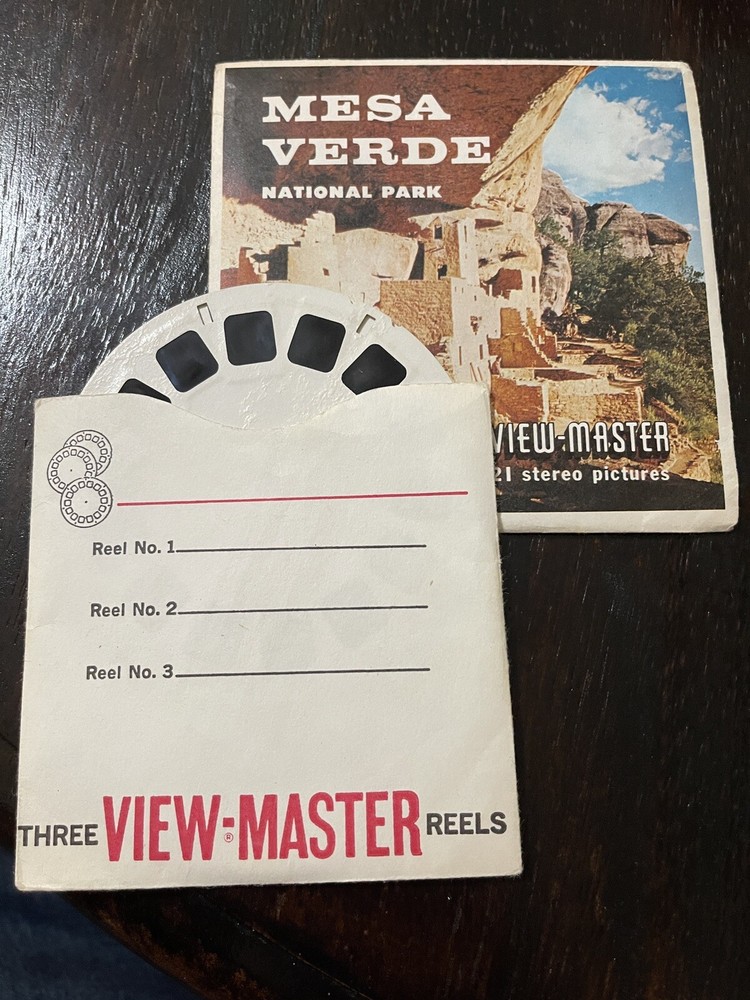 MESA
VERDE
NATIONAL PARK
VIEW-MASTER
21 stereo pictures
Reel No. 1
Reel No. 2
Reel No. 3
THREE VIEW-MASTER® REELS